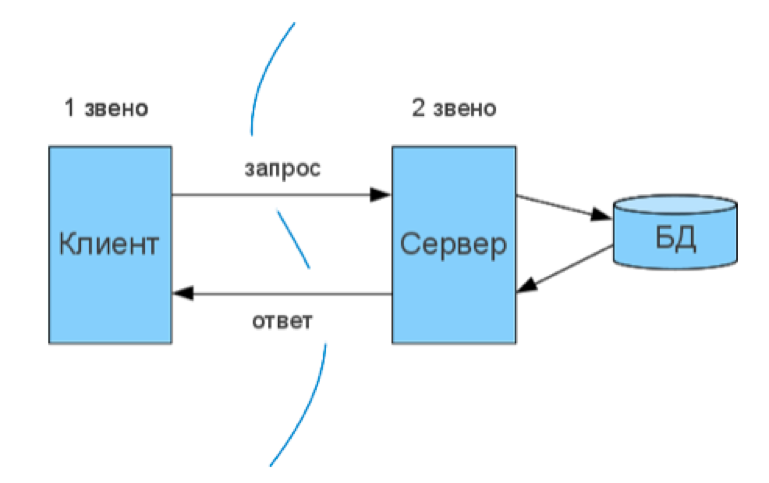 1 звено
2 звено
запрос
Клиент
Сервер
БД
ответ